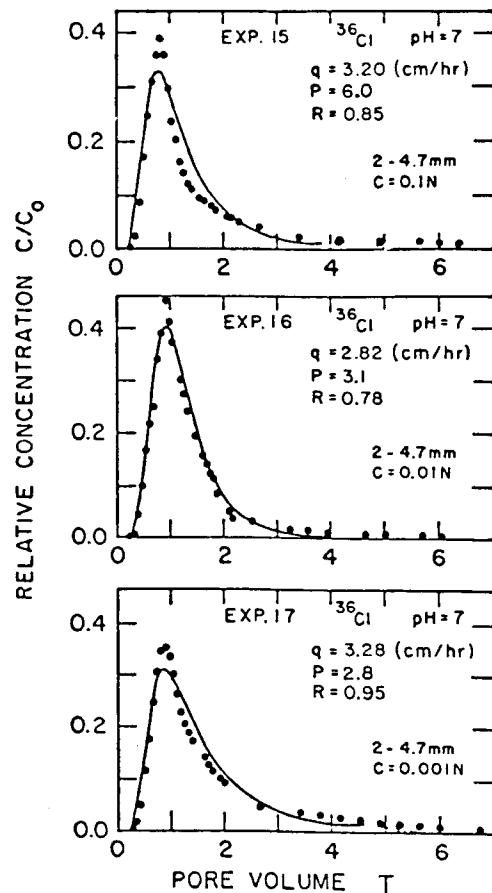 EXP. 15 ³⁶Cl pH = 7
q = 3.20 (cm/hr)
P = 6.0
R = 0.85
2 - 4.7mm
C = 0.1N
0.4
0.2
0.0
0 2 4 6
EXP. 16 ³⁶Cl pH = 7
q = 2.82 (cm/hr)
P = 3.1
R = 0.78
2 - 4.7mm
C = 0.01N
0.4
0.2
0.0
0 2 4 6
EXP. 17 ³⁶Cl pH = 7
q = 3.28 (cm/hr)
P = 2.8
R = 0.95
2 - 4.7mm
C = 0.001N
0.4
0.2
0.0
0 2 4 6
RELATIVE CONCENTRATION C/C₀
PORE VOLUME T